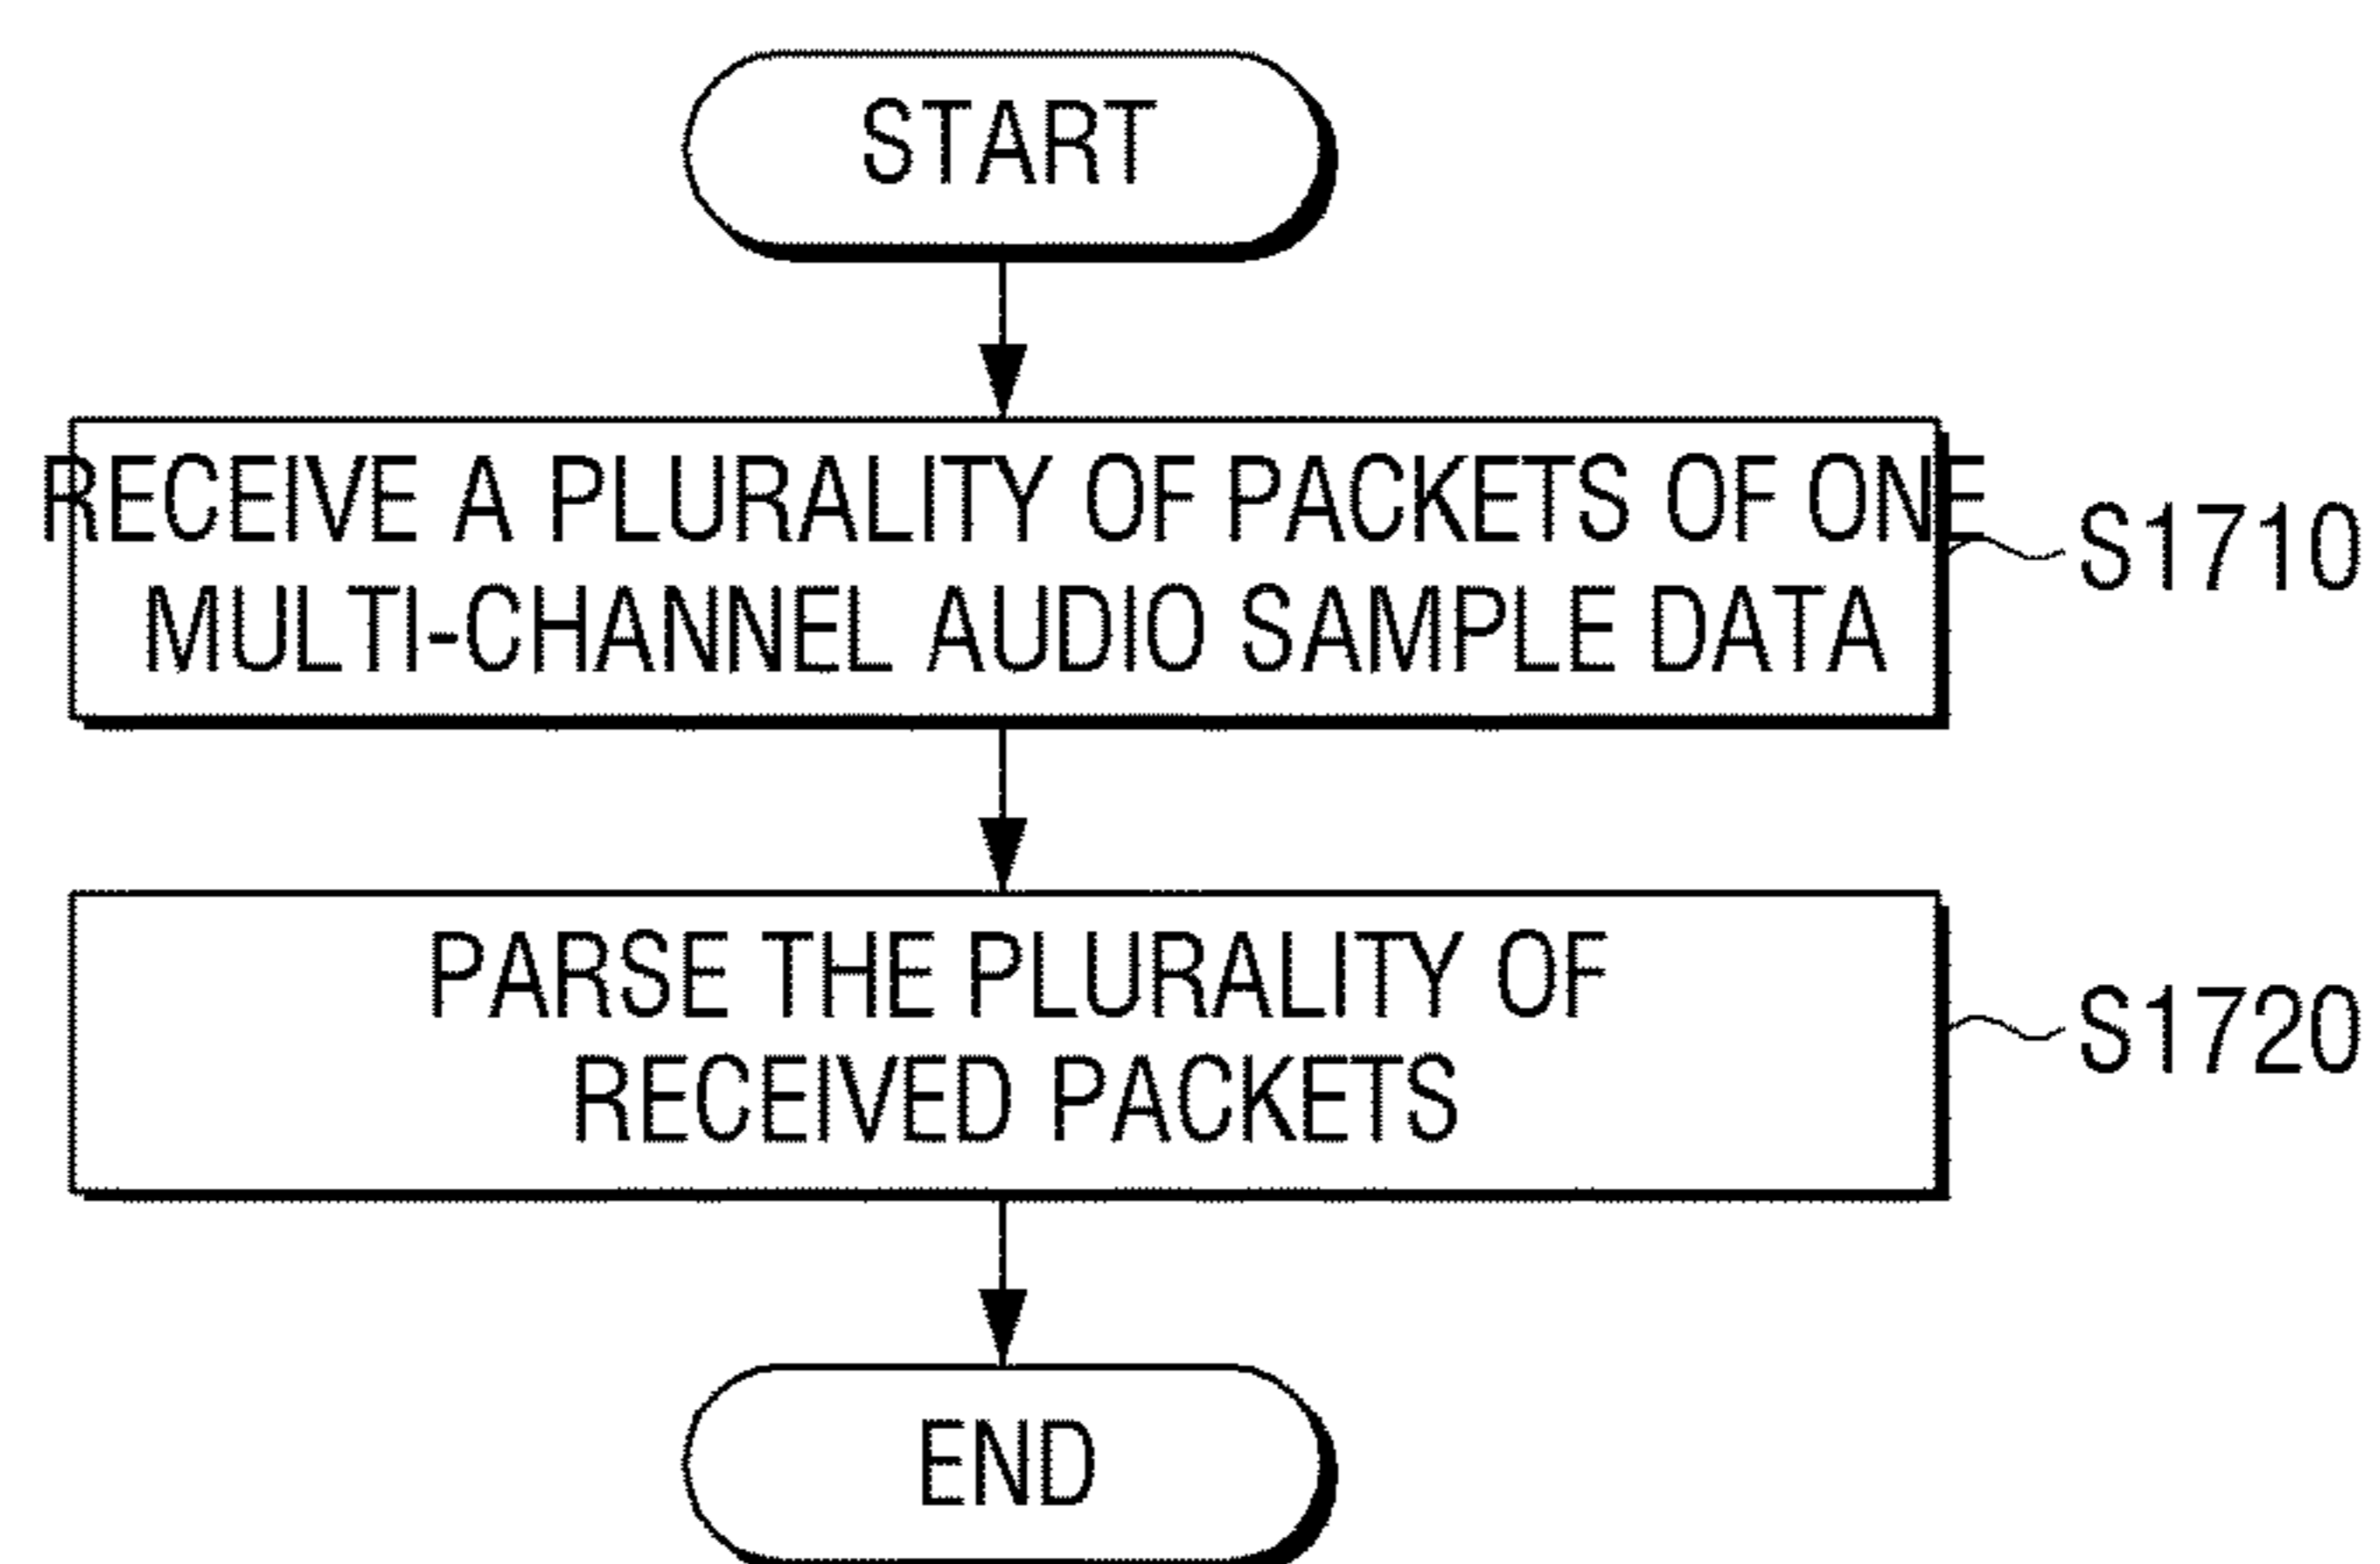 START
RECEIVE A PLURALITY OF PACKETS OF ONE
MULTI-CHANNEL AUDIO SAMPLE DATA
S1710
PARSE THE PLURALITY OF
RECEIVED PACKETS
S1720
END